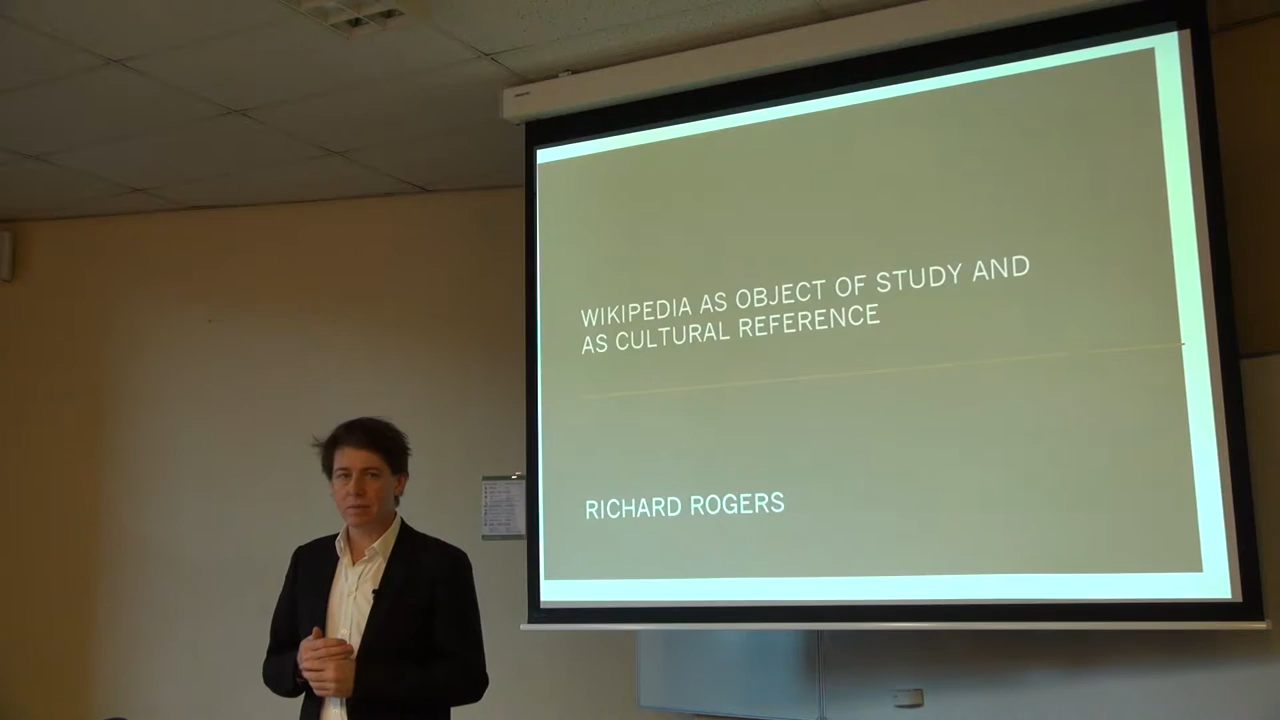 WIKIPEDIA AS OBJECT OF STUDY AND
AS CULTURAL REFERENCE
RICHARD ROGERS